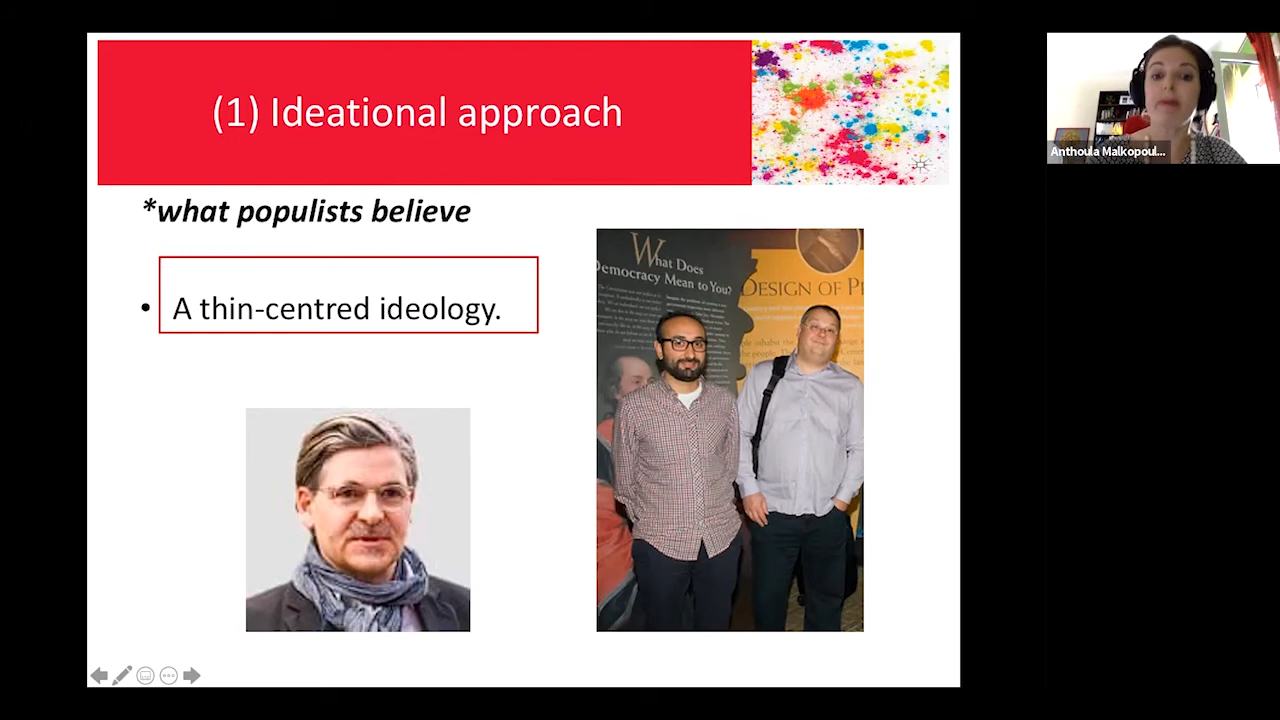 (1) Ideational approach
*what populists believe
• A thin-centred ideology.
What Does
Democracy Mean to You?
DESIGN OF
Anthoula Malkopoul...